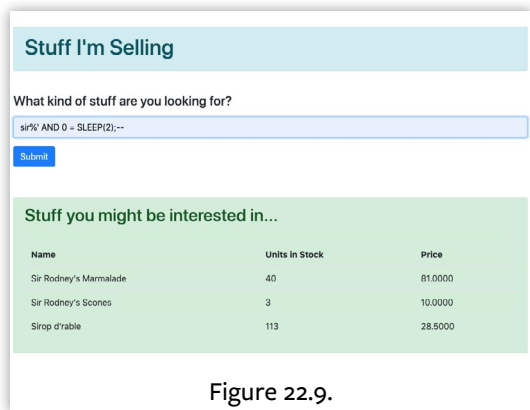 Stuff I'm Selling
What kind of stuff are you looking for?
sir%' AND 0 = SLEEP(2);--
Submit
Stuff you might be interested in...
Name Units in Stock Price
Sir Rodney's Marmalade 40 81.0000
Sir Rodney's Scones 3 10.0000
Sirop d'rable 113 28.5000
Figure 22.9.